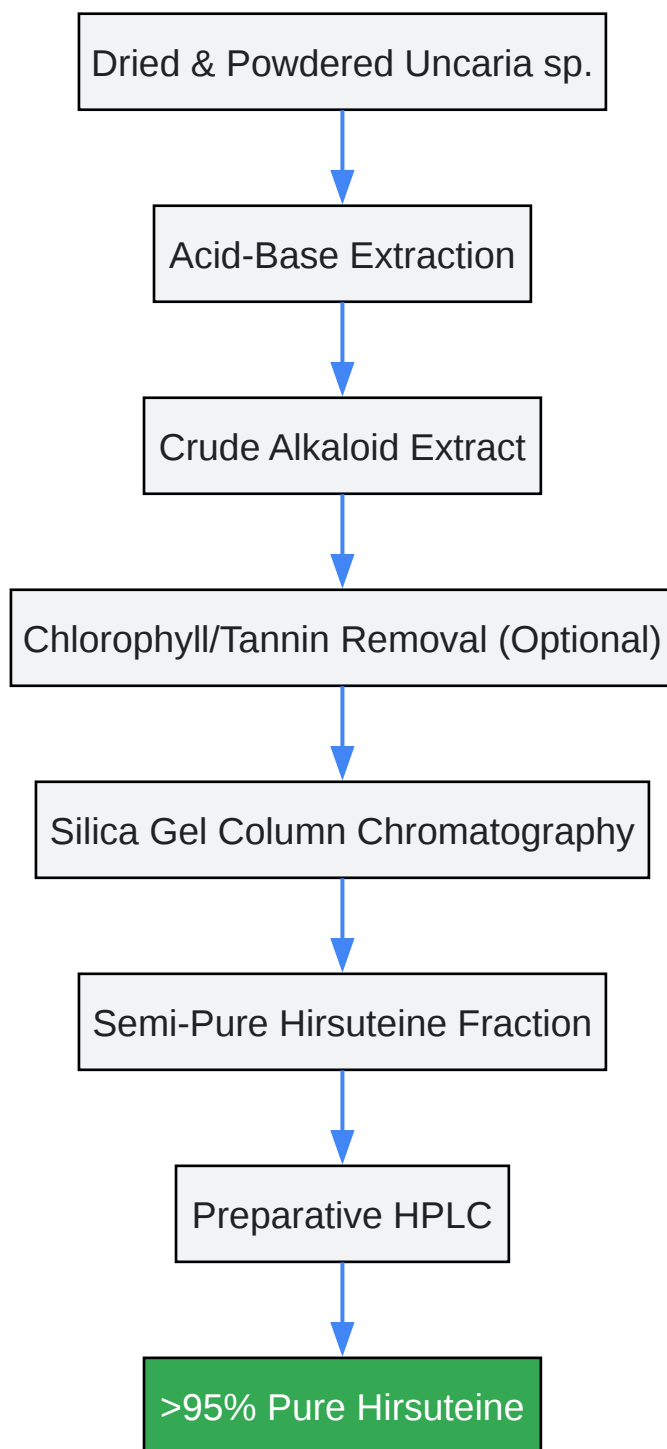 Dried & Powdered Uncaria sp.
Acid-Base Extraction
Crude Alkaloid Extract
Chlorophyll/Tannin Removal (Optional)
Silica Gel Column Chromatography
Semi-Pure Hirsuteine Fraction
Preparative HPLC
>95% Pure Hirsuteine